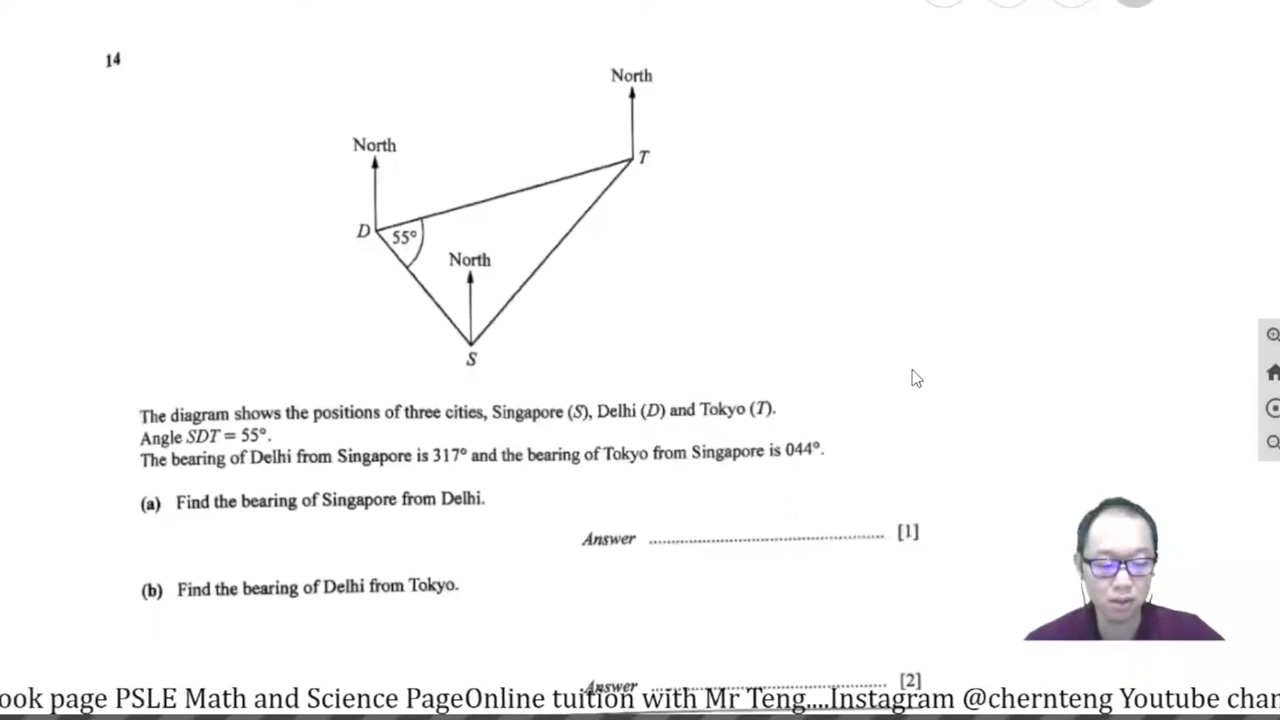 14
North
North
T
D
55°
North
S
The diagram shows the positions of three cities, Singapore (S), Delhi (D) and Tokyo (T).
Angle SDT = 55°.
The bearing of Delhi from Singapore is 317° and the bearing of Tokyo from Singapore is 044°.
(a) Find the bearing of Singapore from Delhi.
Answer ................................................ [1]
(b) Find the bearing of Delhi from Tokyo.
Answer ................................................ [2]
ook page PSLE Math and Science PageOnline tuition with Mr Teng....Instagram @chernteng Youtube chan